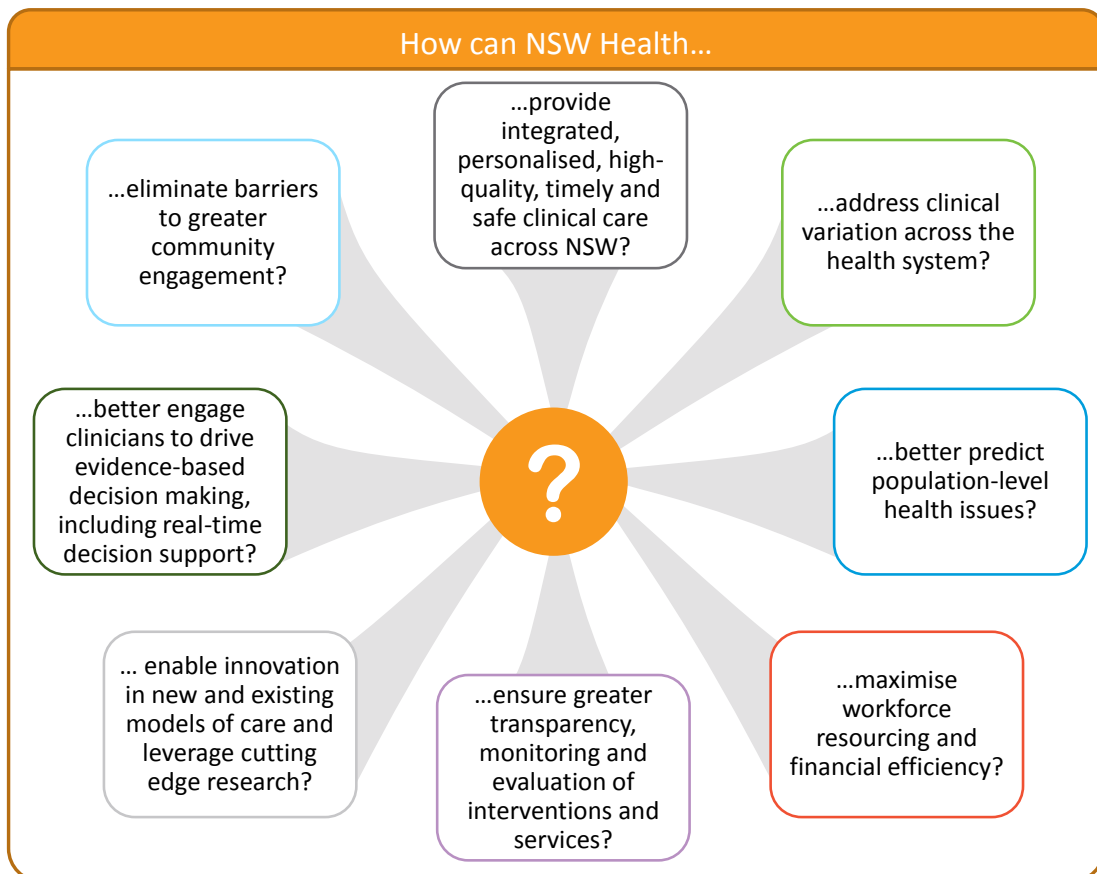 How can NSW Health...
...provide
integrated,
personalised, high-
quality, timely and
safe clinical care
across NSW?
...address clinical
variation across the
health system?
...better predict
population-level
health issues?
...maximise
workforce
resourcing and
financial efficiency?
...ensure greater
transparency,
monitoring and
evaluation of
interventions and
services?
... enable innovation
in new and existing
models of care and
leverage cutting
edge research?
...better engage
clinicians to drive
evidence-based
decision making,
including real-time
decision support?
...eliminate barriers
to greater
community
engagement?
?